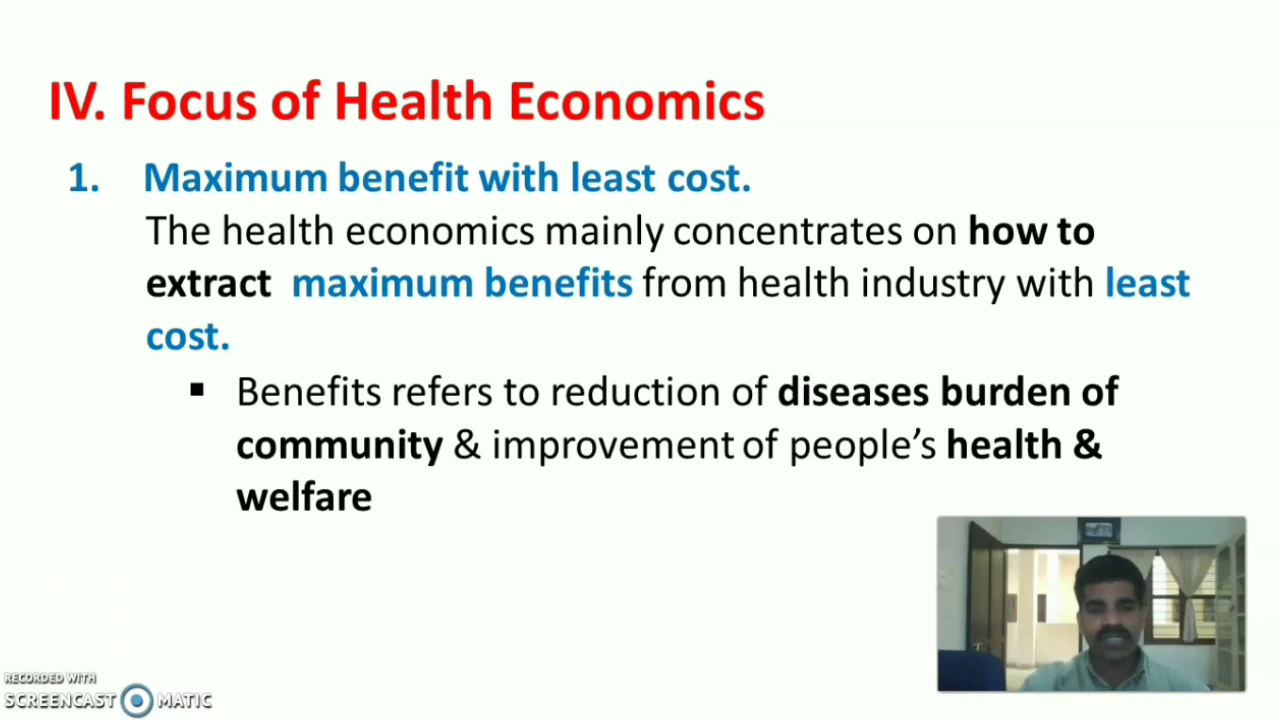 IV. Focus of Health Economics
1. Maximum benefit with least cost.
The health economics mainly concentrates on how to
extract maximum benefits from health industry with least
cost.
▪ Benefits refers to reduction of diseases burden of
community & improvement of people’s health &
welfare
RECORDED WITH
SCREENCAST MATIC